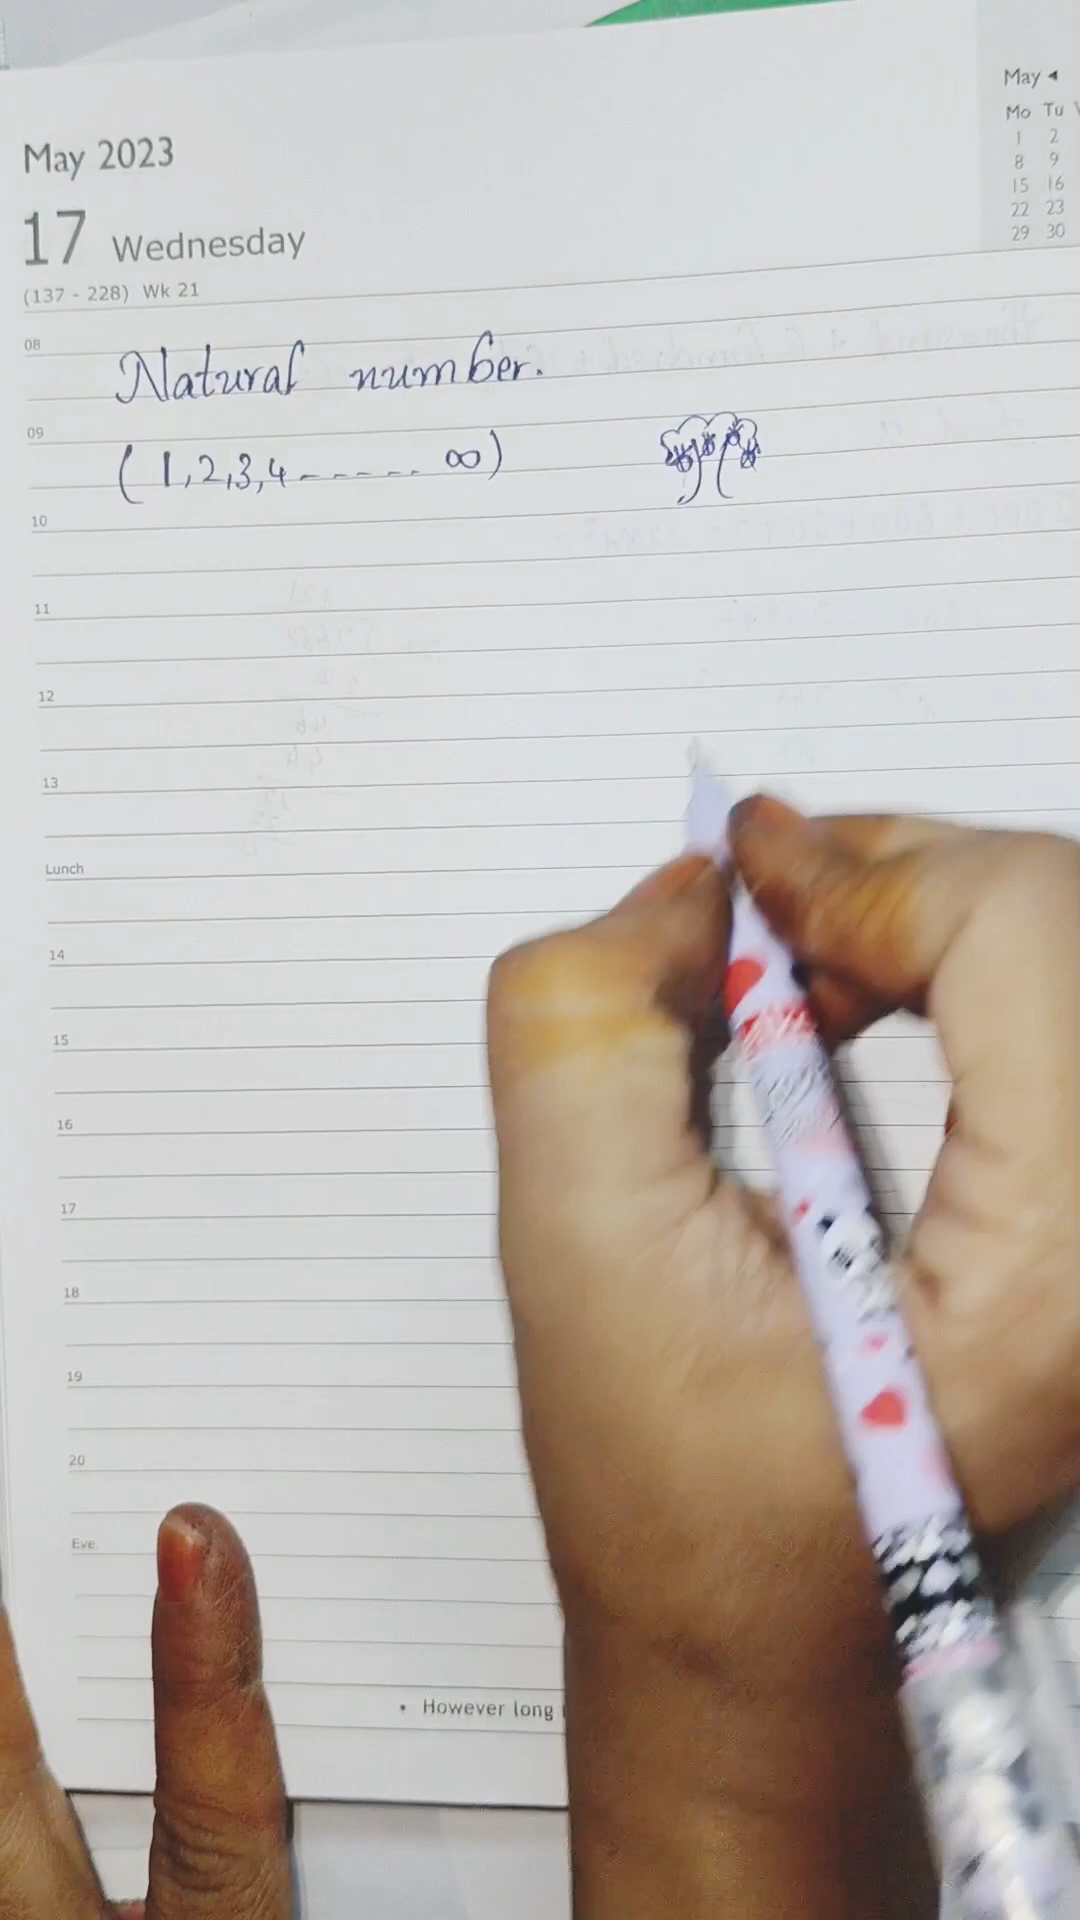 May ◂
Mo Tu
1 2
8 9
15 16
22 23
29 30
May 2023
17 Wednesday
(137 - 228) Wk 21
08
Natural number.
09
(1,2,3,4------ ∞)
10
11
12
13
Lunch
14
15
16
17
18
19
20
Eve.
• However long